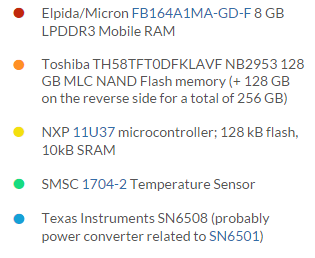 Elpida/Micron FB164A1MA-GD-F 8 GB
LPDDR3 Mobile RAM
Toshiba TH58TFT0DFKLAVF NB2953 128
GB MLC NAND Flash memory (+ 128 GB
on the reverse side for a total of 256 GB)
NXP 11U37 microcontroller; 128 kB flash,
10kB SRAM
SMSC 1704-2 Temperature Sensor
Texas Instruments SN6508 (probably
power converter related to SN6501)